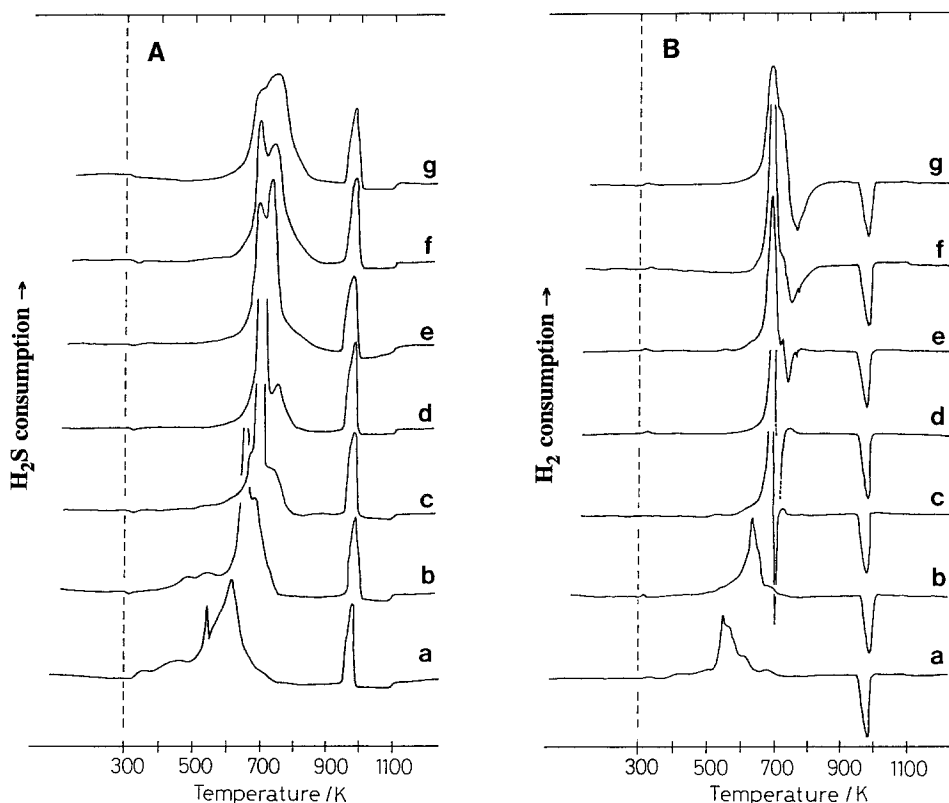 A
g
f
e
d
c
b
a
H₂S consumption →
300 500 700 900 1100
Temperature /K
B
g
f
e
d
c
b
a
H₂ consumption →
300 500 700 900 1100
Temperature /K